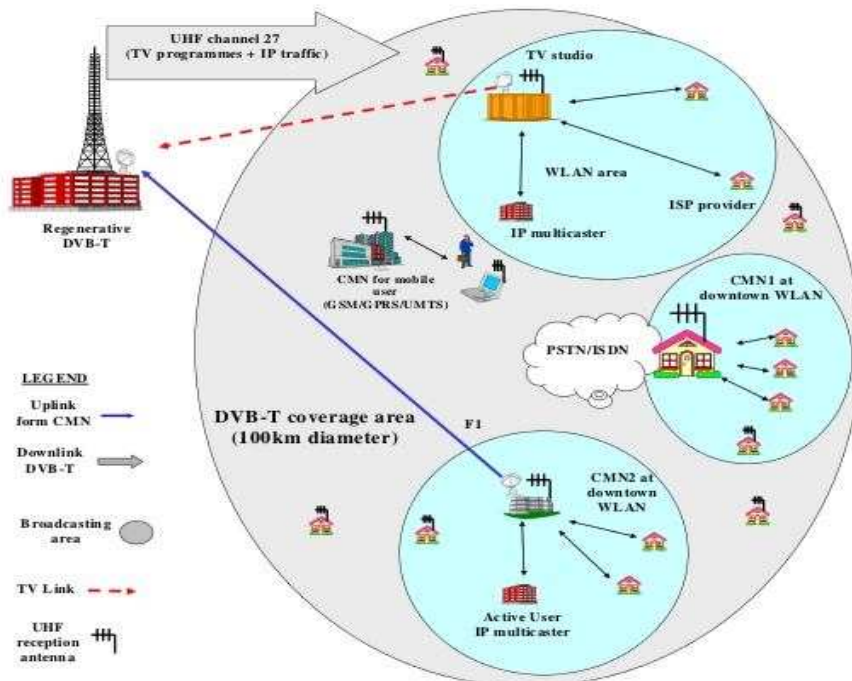 UHF channel 27
(TV programmes + IP traffic)
TV studio
WLAN area
ISP provider
IP multicaster
Regenerative
DVB-T
CMN for mobile
user
(GSM/GPRS/UMTS)
CMN1 at
downtown WLAN
PSTN/ISDN
LEGEND
Uplink
form CMN
Downlink
DVB-T
Broadcasting
area
TV Link
UHF
reception
antenna
DVB-T coverage area
(100km diameter)
F1
CMN2 at
downtown
WLAN
Active User
IP multicaster